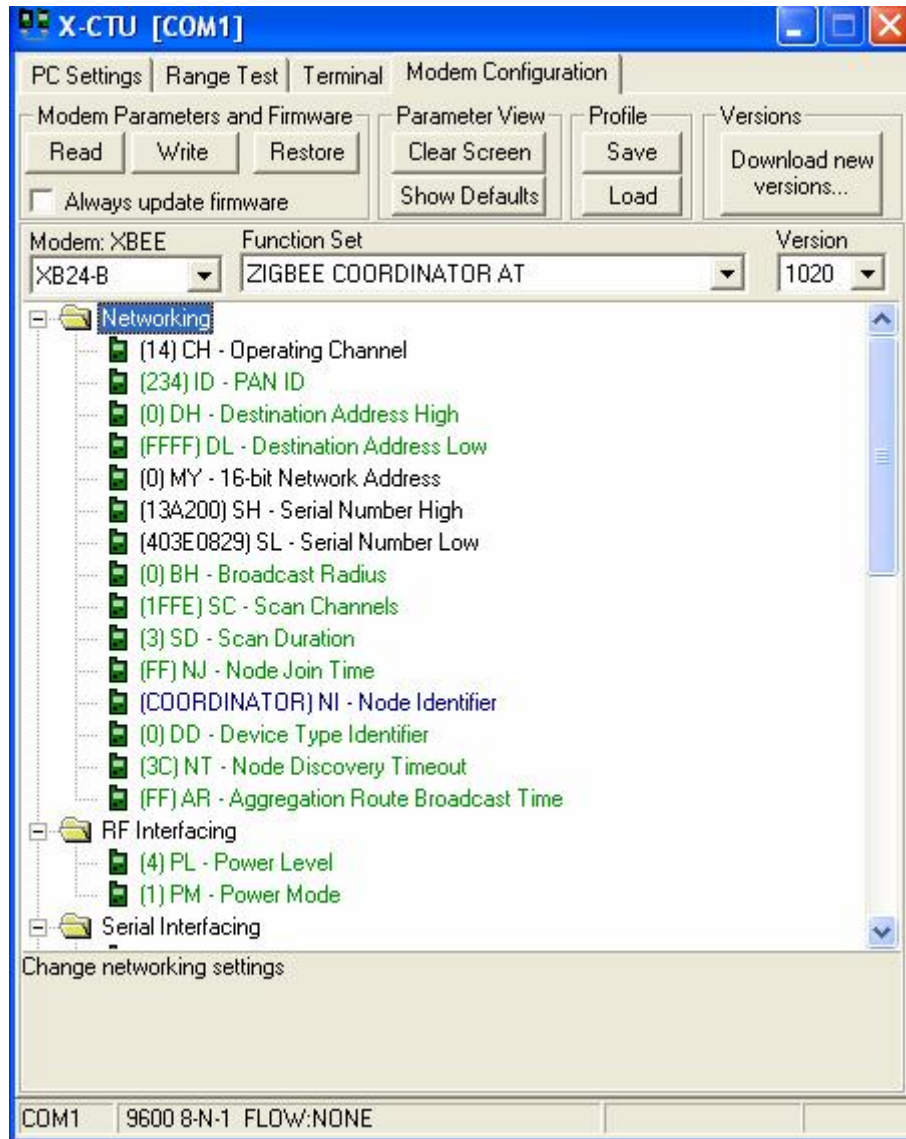 X-CTU [COM1]
PC Settings Range Test Terminal Modem Configuration
Modem Parameters and Firmware Parameter View Profile Versions
Read Write Restore Clear Screen Save Download new versions...
Always update firmware Show Defaults Load
Modem: XBEE Function Set Version
XB24-B ZIGBEE COORDINATOR AT 1020
Networking
(14) CH - Operating Channel
(234) ID - PAN ID
(0) DH - Destination Address High
(FFFF) DL - Destination Address Low
(0) MY - 16-bit Network Address
(13A200) SH - Serial Number High
(403E0829) SL - Serial Number Low
(0) BH - Broadcast Radius
(1FFE) SC - Scan Channels
(3) SD - Scan Duration
(FF) NJ - Node Join Time
(COORDINATOR) NI - Node Identifier
(0) DD - Device Type Identifier
(3C) NT - Node Discovery Timeout
(FF) AR - Aggregation Route Broadcast Time
RF Interfacing
(4) PL - Power Level
(1) PM - Power Mode
Serial Interfacing
Change networking settings
COM1 9600 8-N-1 FLOW:NONE